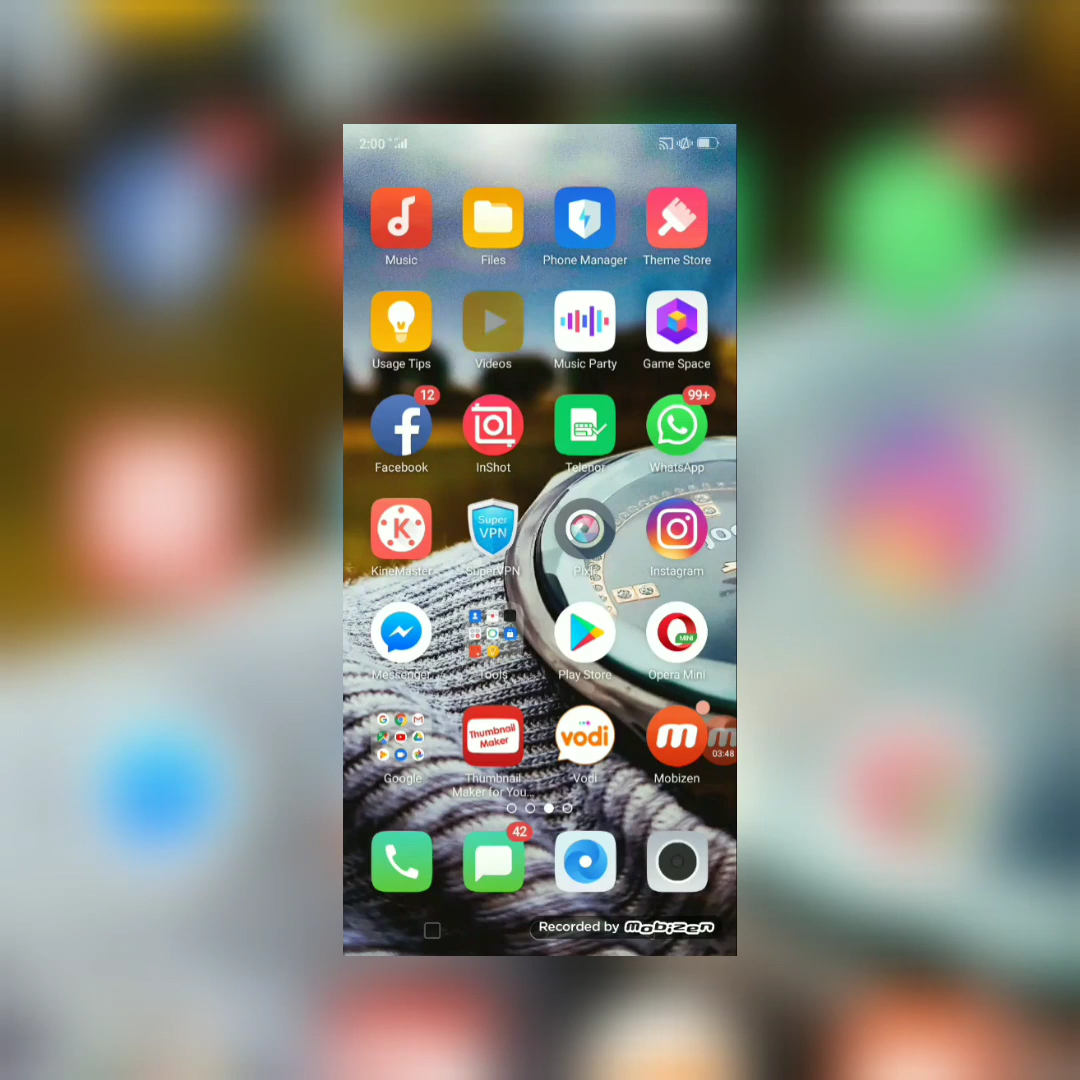 2:00
Music Files Phone Manager Theme Store
Usage Tips Videos Music Party Game Space
12 99+
Facebook InShot Telenor WhatsApp
Super
VPN
KineMaster SuperVPN Instagram
MINI
Messenger Tools Play Store Opera Mini
Thumbnail
Maker
vodi
03:48
Google Thumbnail Vodi Mobizen
Maker for You...
42
Recorded by mobizen